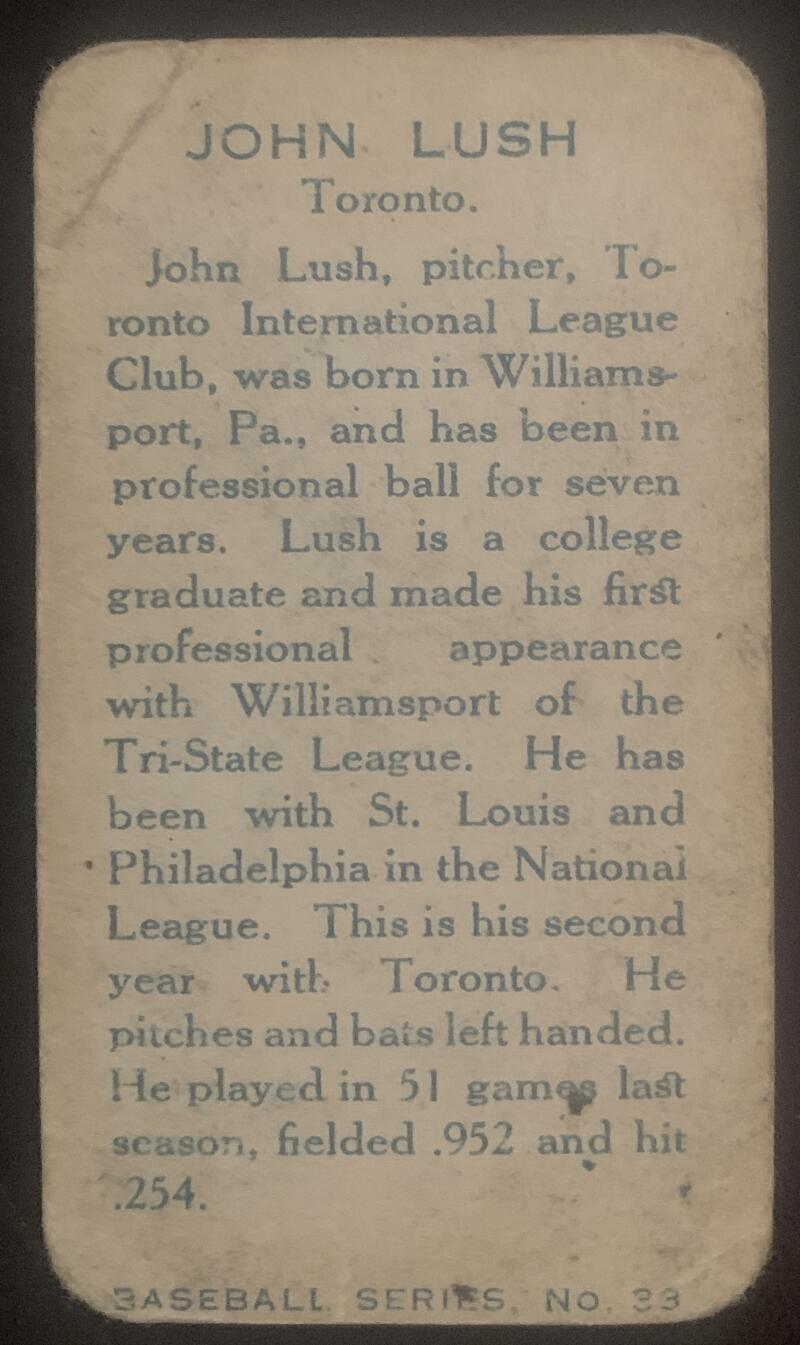 JOHN LUSH
Toronto.
John Lush, pitcher, To-
ronto International League
Club, was born in Williams-
port, Pa., and has been in
professional ball for seven
years. Lush is a college
graduate and made his first
professional appearance
with Williamsport of the
Tri-State League. He has
been with St. Louis and
Philadelphia in the National
League. This is his second
year with Toronto. He
pitches and bats left handed.
He played in 51 games last
season, fielded .952 and hit
.254.
BASEBALL SERIES, No. 33